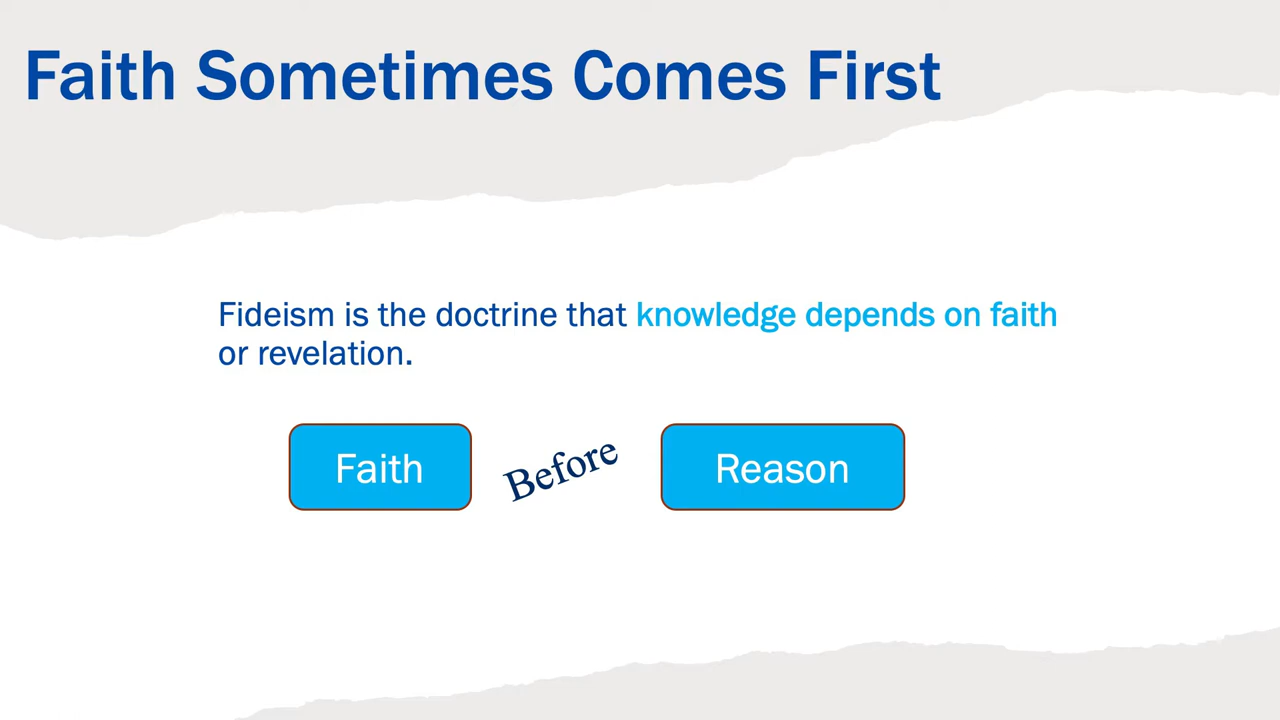 Faith Sometimes Comes First
Fideism is the doctrine that knowledge depends on faith
or revelation.
Faith Before Reason